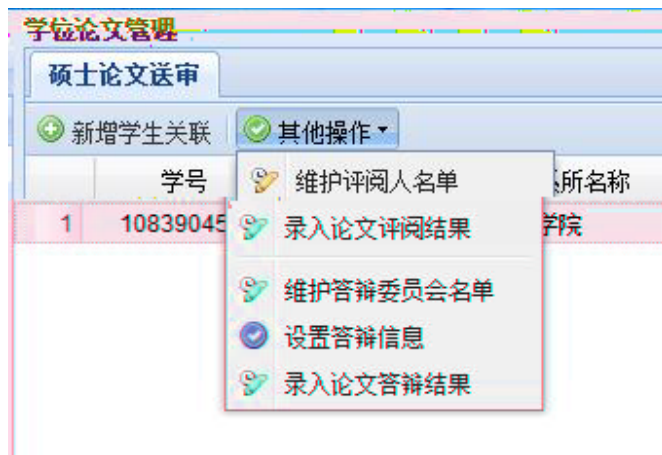 学位论文管理
硕士论文送审
新增学生关联 其他操作
学号 所名称
1 10839045 学院
维护评阅人名单
录入论文评阅结果
维护答辩委员会名单
设置答辩信息
录入论文答辩结果